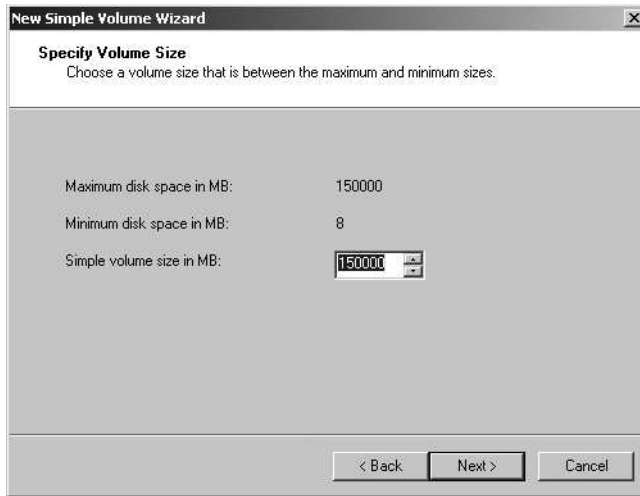 New Simple Volume Wizard
Specify Volume Size
Choose a volume size that is between the maximum and minimum sizes.
Maximum disk space in MB: 150000
Minimum disk space in MB: 8
Simple volume size in MB: 150000
< Back Next > Cancel